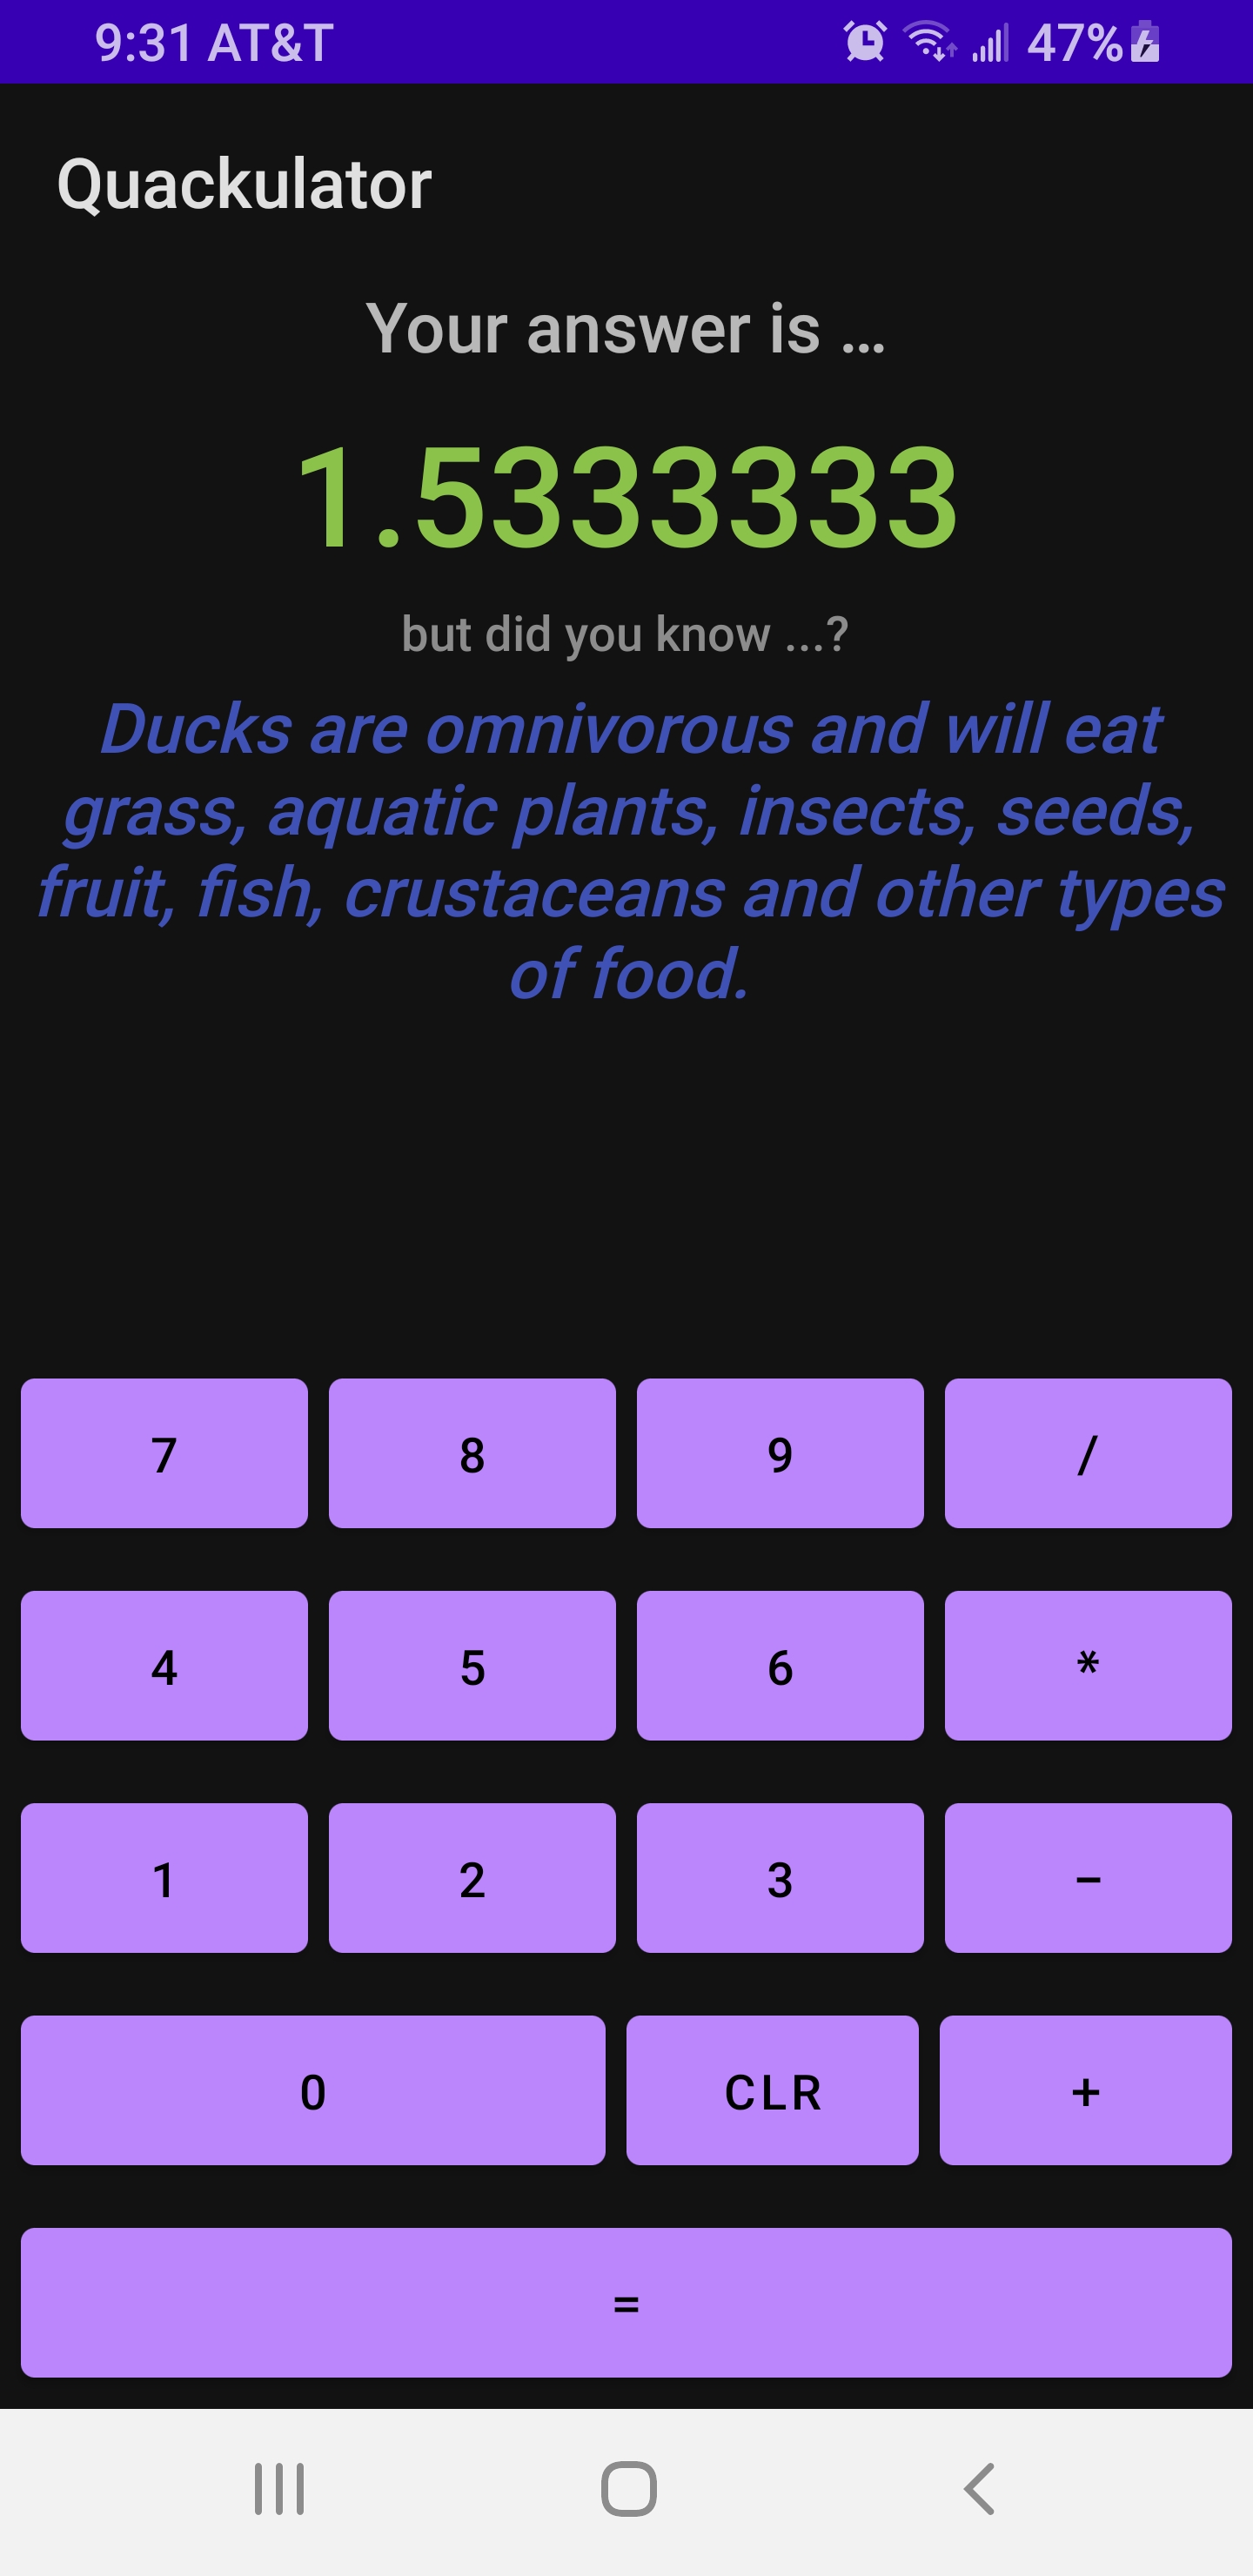 9:31 AT&T 47%
Quackulator
Your answer is ...
1.5333333
but did you know ...?
Ducks are omnivorous and will eat
grass, aquatic plants, insects, seeds,
fruit, fish, crustaceans and other types
of food.
7 8 9 /
4 5 6 *
1 2 3 –
0 CLR +
=